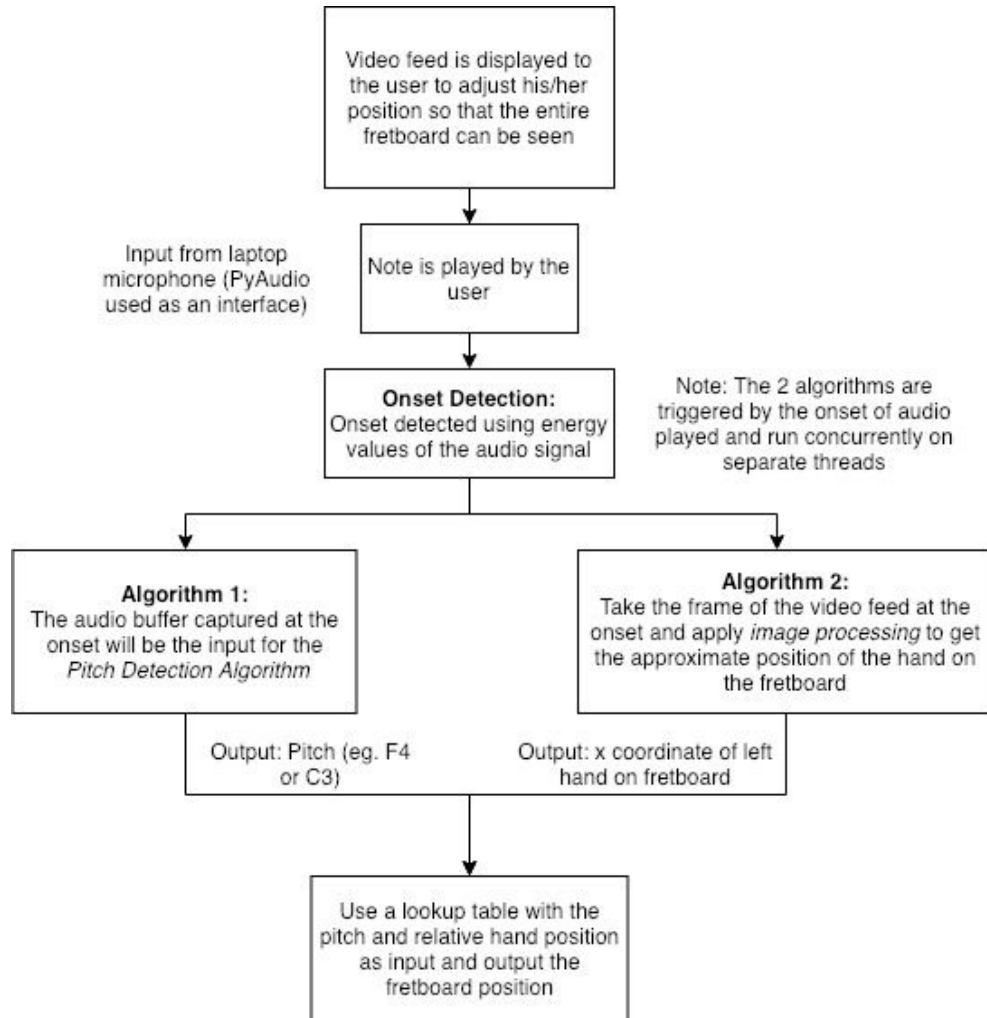 Video feed is displayed to
the user to adjust his/her
position so that the entire
fretboard can be seen
Input from laptop
microphone (PyAudio
used as an interface)
Note is played by the
user
Onset Detection:
Onset detected using energy
values of the audio signal
Note: The 2 algorithms are
triggered by the onset of audio
played and run concurrently on
separate threads
Algorithm 1:
The audio buffer captured at the
onset will be the input for the
Pitch Detection Algorithm
Algorithm 2:
Take the frame of the video feed at the
onset and apply image processing to get
the approximate position of the hand on
the fretboard
Output: Pitch (eg. F4
or C3)
Output: x coordinate of left
hand on fretboard
Use a lookup table with the
pitch and relative hand position
as input and output the
fretboard position